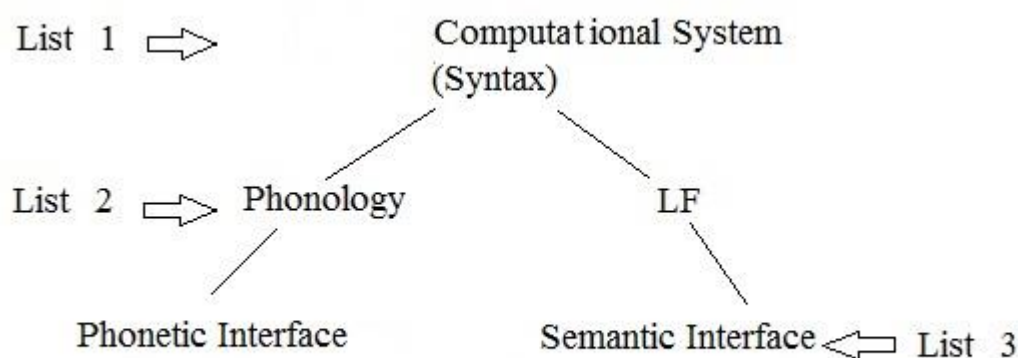 List 1
Computational System
(Syntax)
List 2
Phonology
LF
Phonetic Interface
Semantic Interface
List 3